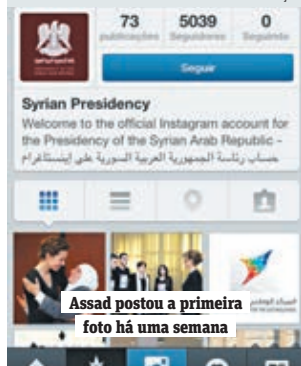 73 5039 0
publicações Seguidores Seguindo
Seguir
Syrian Presidency
Welcome to the official Instagram account for
the Presidency of the Syrian Arab Republic -
حساب رئاسة الجمهورية العربية السورية على إينستاغرام
Assad postou a primeira
foto há uma semana